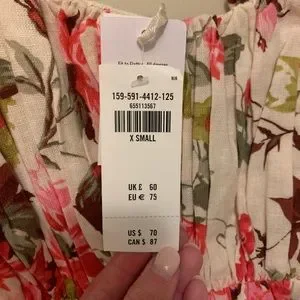 159-591-4412-125
655113567
X SMALL
UK £ 60
EU € 75
US $ 70
CAN $ 87